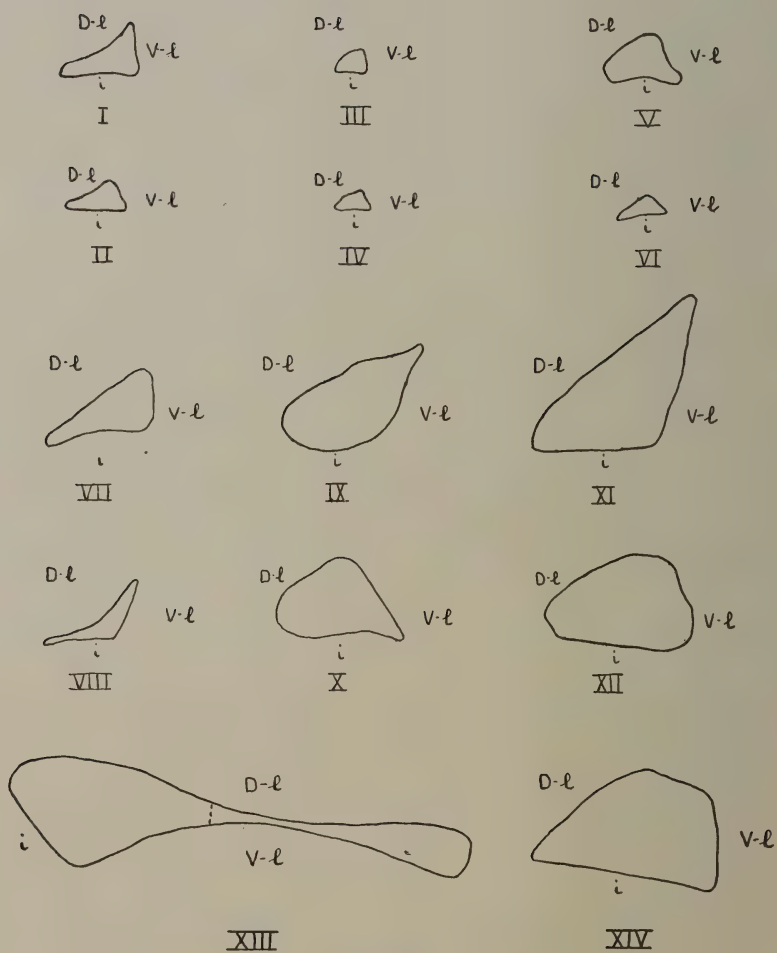 D-l V-l i I
D-l V-l i III
D-l V-l i V
D-l V-l i II
D-l V-l i IV
D-l V-l i VI
D-l V-l i VII
D-l V-l i IX
D-l V-l i XI
D-l V-l i VIII
D-l V-l i X
D-l V-l i XII
D-l i V-l XIII
D-l V-l i XIV